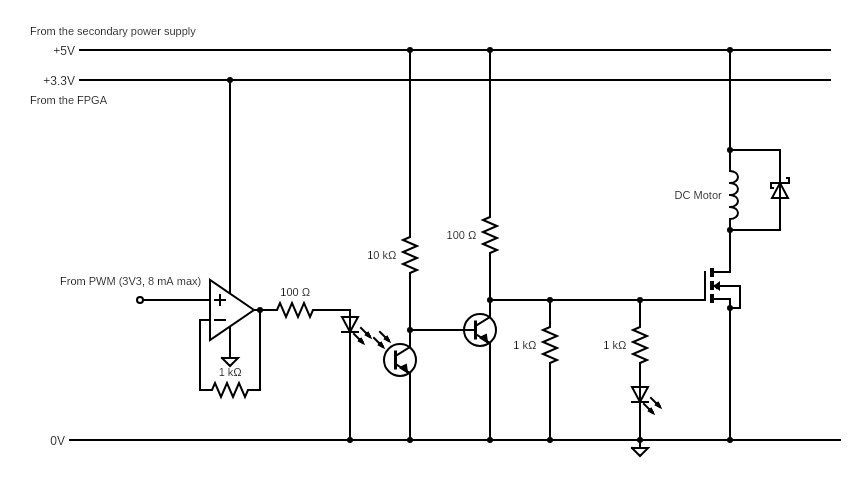 From the secondary power supply
+5V
+3.3V
From the FPGA
DC Motor
100 Ω
10 kΩ
From PWM (3V3, 8 mA max)
100 Ω
1 kΩ
1 kΩ
1 kΩ
0V